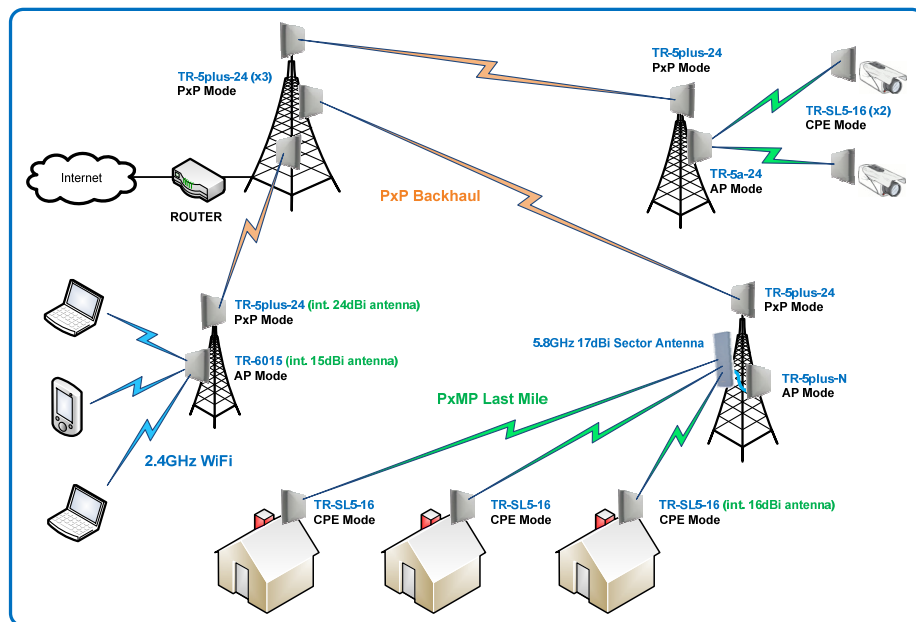 TR-5plus-24 (x3)
PxP Mode
TR-5plus-24
PxP Mode
TR-SL5-16 (x2)
CPE Mode
TR-5a-24
AP Mode
Internet
ROUTER
PxP Backhaul
TR-5plus-24 (int. 24dBi antenna)
PxP Mode
TR-6015 (int. 15dBi antenna)
AP Mode
2.4GHz WiFi
TR-5plus-24
PxP Mode
5.8GHz 17dBi Sector Antenna
TR-5plus-N
AP Mode
PxMP Last Mile
TR-SL5-16
CPE Mode
TR-SL5-16
CPE Mode
TR-SL5-16 (int. 16dBi antenna)
CPE Mode